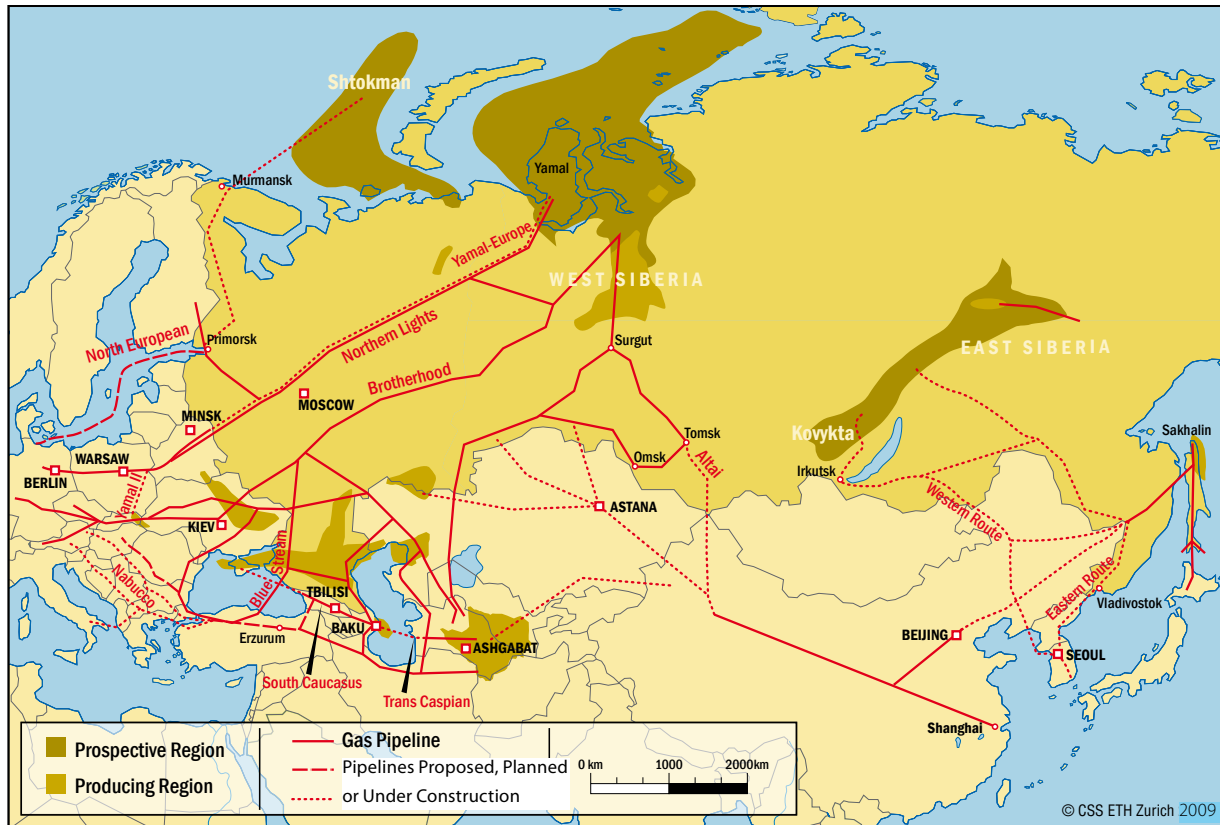 Shtokman
Murmansk
Yamal
Yamal-Europe
WEST SIBERIA
Northern Lights
North European
Primorsk
Surgut
EAST SIBERIA
Brotherhood
MOSCOW
MINSK
Kovykta
Sakhalin
Tomsk
WARSAW
BERLIN
Yamal II
Omsk
Altai
Irkutsk
KIEV
ASTANA
Western Route
Blue Stream
Nabucco
TBILISI
Eastern Route
Vladivostok
Erzurum
BAKU
ASHGABAT
BEIJING
SEOUL
South Caucasus
Trans Caspian
Shanghai
Prospective Region
Producing Region
Gas Pipeline
Pipelines Proposed, Planned
or Under Construction
0 km 1000 2000km
© CSS ETH Zurich 2009